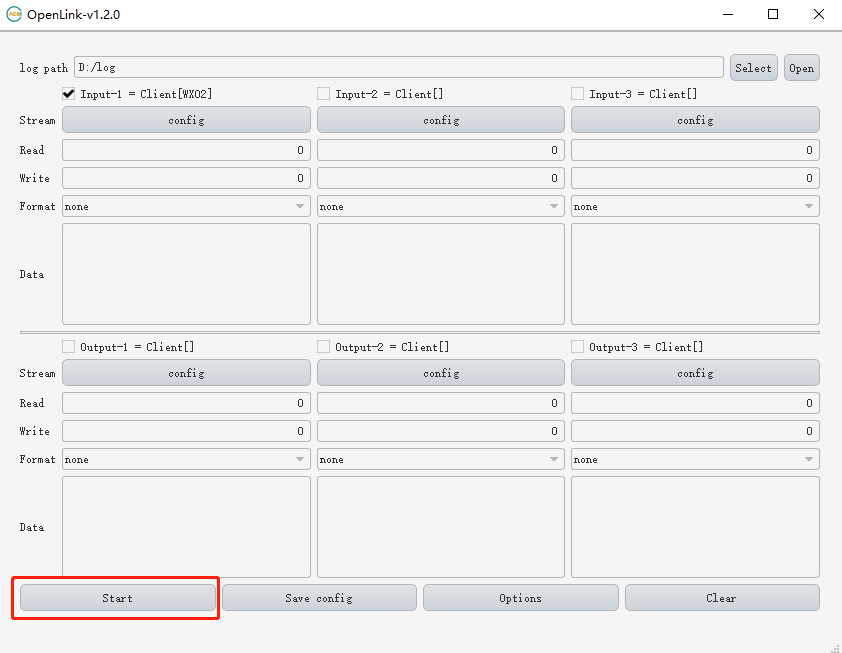 OpenLink-v1.2.0
log path D:/log Select Open
Input-1 = Client[WX02] Input-2 = Client[] Input-3 = Client[]
Stream config config config
Read 0 0 0
Write 0 0 0
Format none none none
Data
Output-1 = Client[] Output-2 = Client[] Output-3 = Client[]
Stream config config config
Read 0 0 0
Write 0 0 0
Format none none none
Data
Start Save config Options Clear